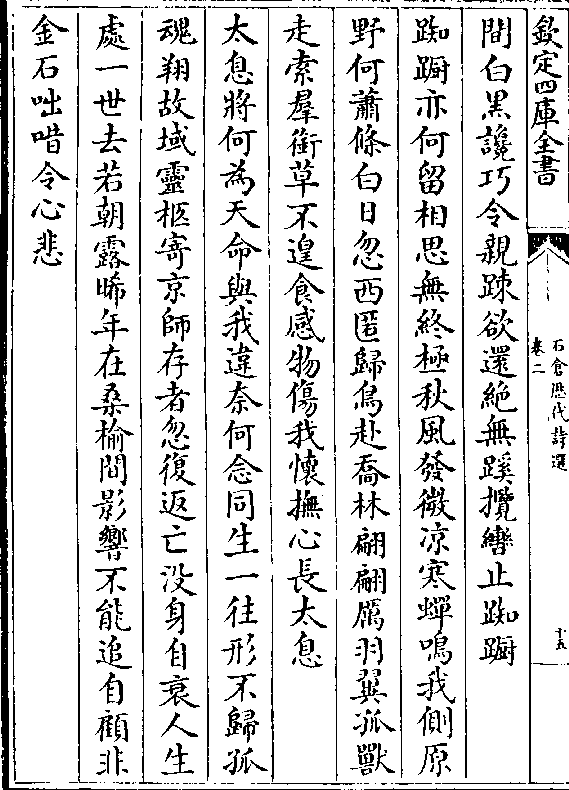 欽定四庫全書
石倉歷代詩選
卷二
十五
間白黑讒巧令親踈欲還絶無蹊攬轡止踟蹰
踟蹰亦何留相思無終極秋風發微凉寒蟬鳴我側原
野何蕭條白日忽西匿歸鳥赴喬林翩翩厲羽翼孤獸
走索羣銜草不遑食感物傷我懷撫心長太息
太息將何為天命與我違奈何念同生一往形不歸孤
魂翔故域靈柩寄京師存者忽復返亡没身自衰人生
處一世去若朝露晞年在桑榆間影響不能追自顧非
金石咄唶令心悲